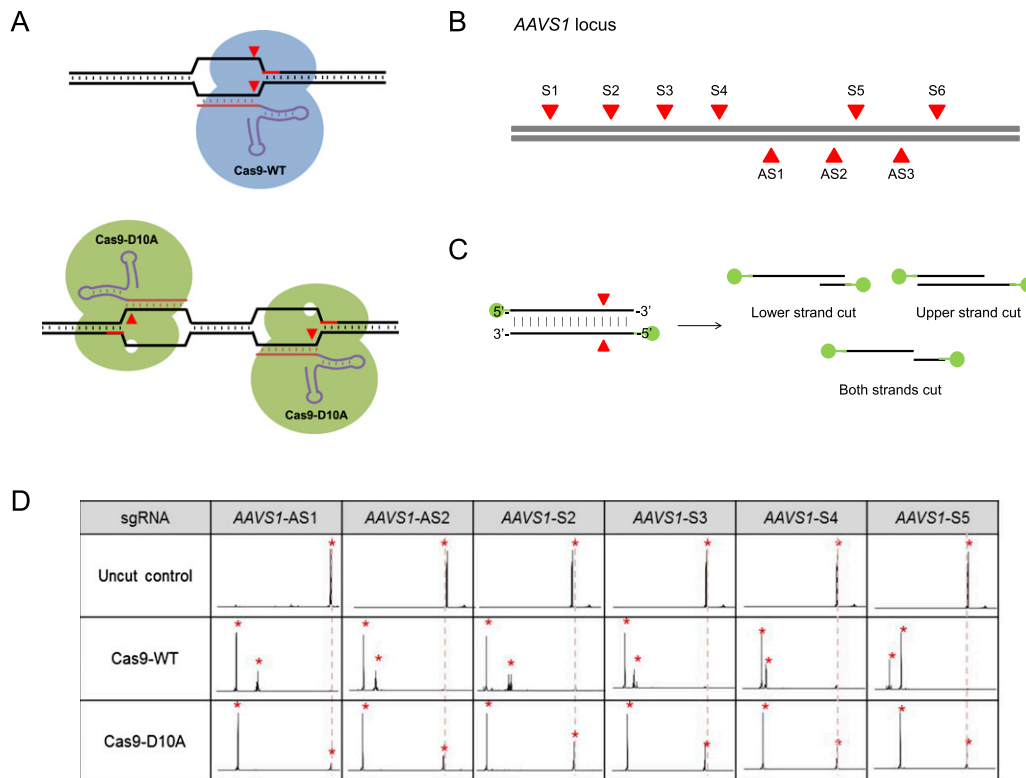 A
Cas9-WT
Cas9-D10A
Cas9-D10A
B
AAVS1 locus
S1 S2 S3 S4 S5 S6
AS1 AS2 AS3
C
5'- -3'
3'- -5'
Lower strand cut
Upper strand cut
Both strands cut
D
sgRNA AAVS1-AS1 AAVS1-AS2 AAVS1-S2 AAVS1-S3 AAVS1-S4 AAVS1-S5
Uncut control
Cas9-WT
Cas9-D10A